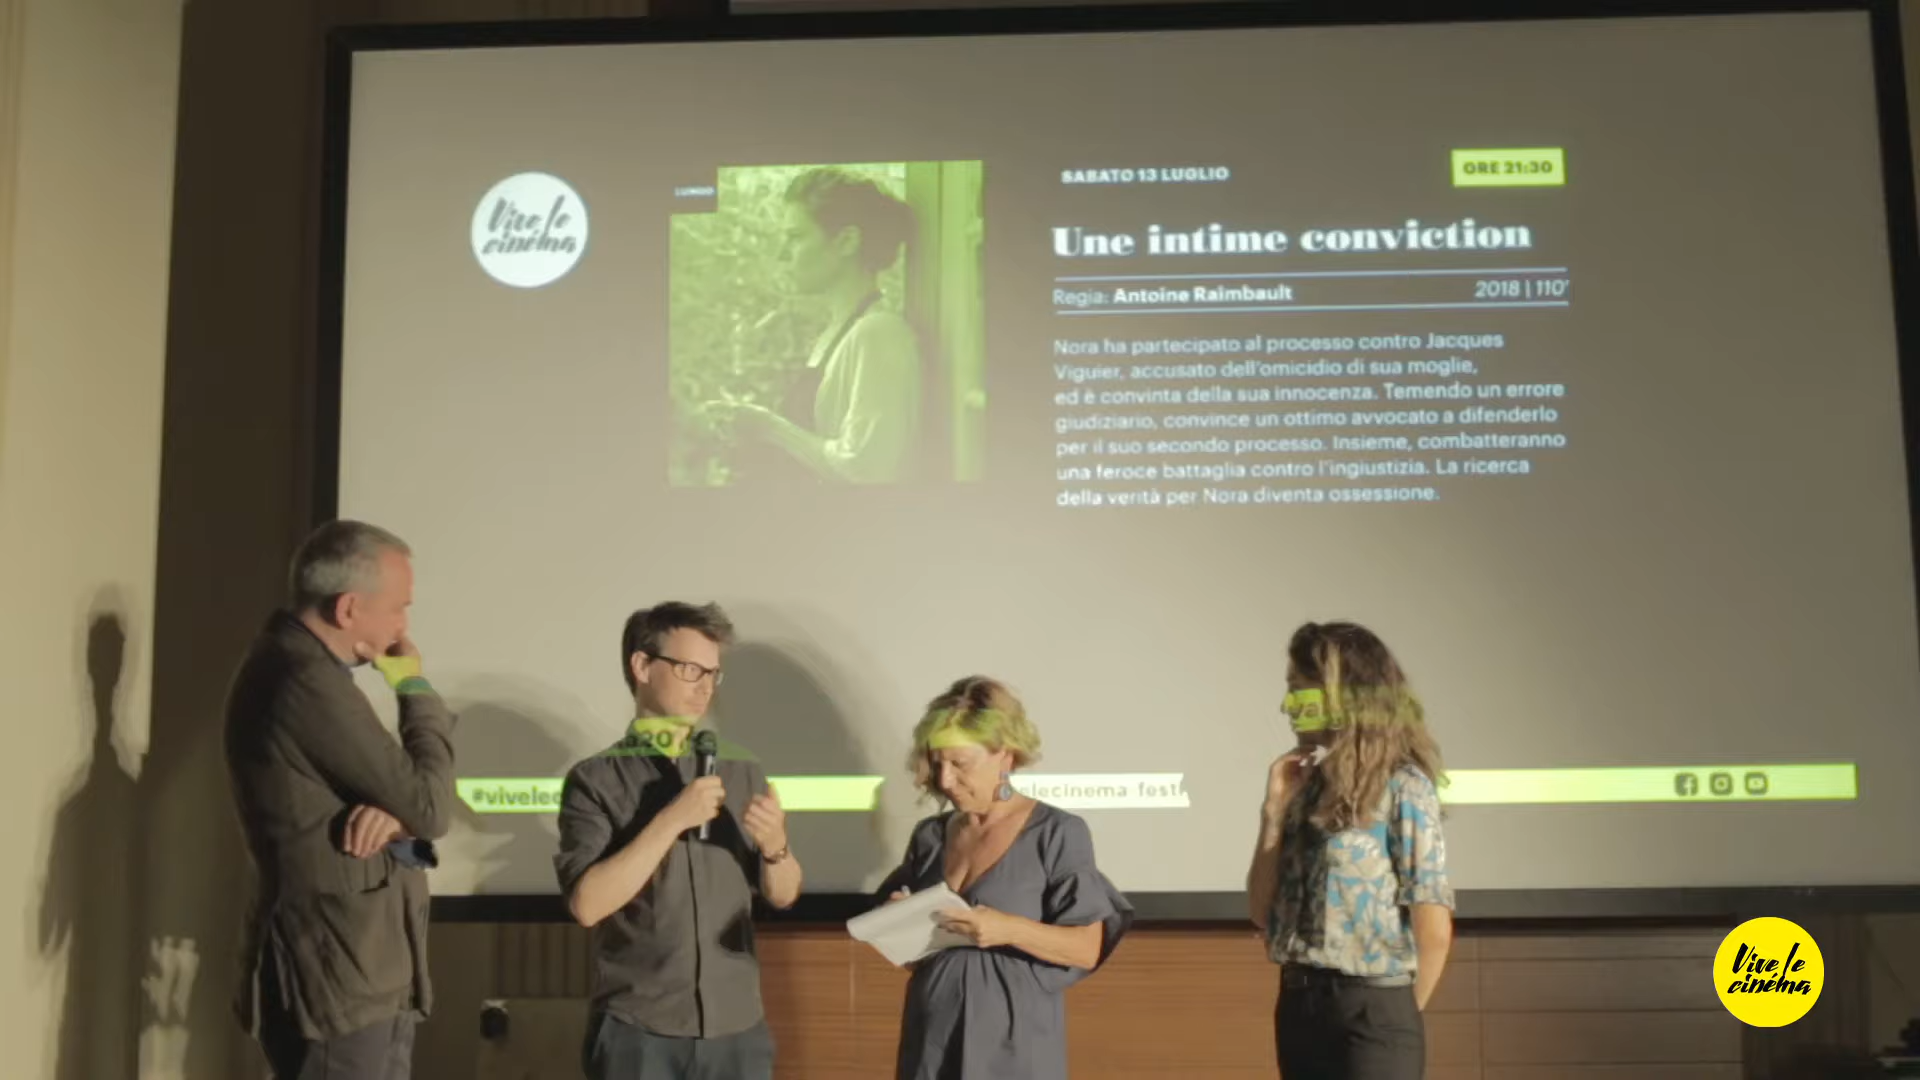 Vive le
cinéma
LUNGO
SABATO 13 LUGLIO
ORE 21:30
Une intime conviction
Regia: Antoine Raimbault
2018 | 110'
Nora ha partecipato al processo contro Jacques
Viguier, accusato dell'omicidio di sua moglie,
ed è convinta della sua innocenza. Temendo un errore
giudiziario, convince un ottimo avvocato a difenderlo
per il suo secondo processo. Insieme, combatteranno
una feroce battaglia contro l'ingiustizia. La ricerca
della verità per Nora diventa ossessione.
Vive le
cinéma